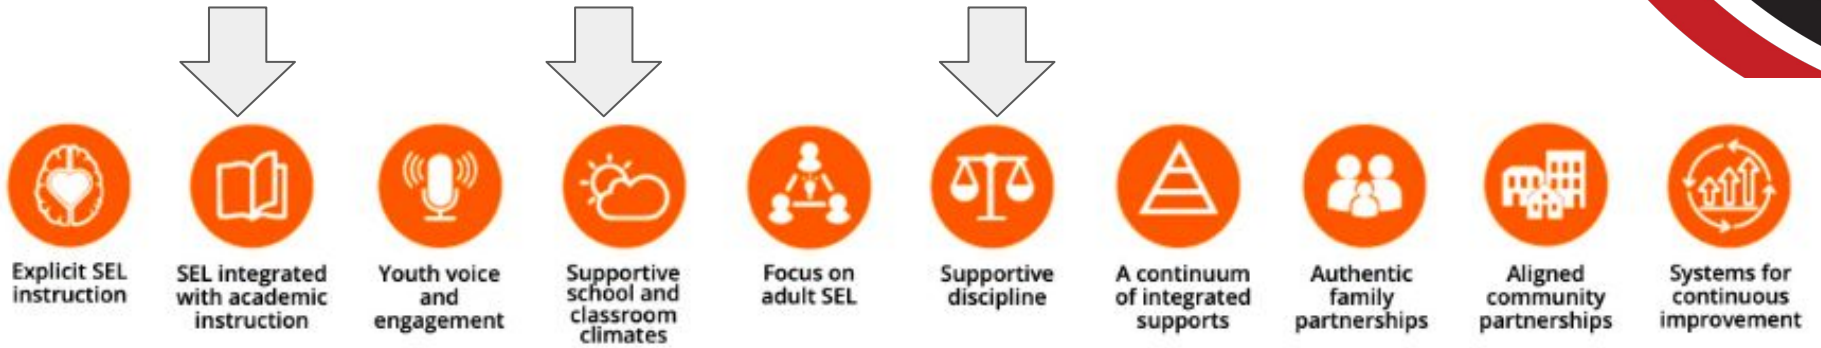 Explicit SEL
instruction
SEL integrated
with academic
instruction
Youth voice
and
engagement
Supportive
school and
classroom
climates
Focus on
adult SEL
Supportive
discipline
A continuum
of integrated
supports
Authentic
family
partnerships
Aligned
community
partnerships
Systems for
continuous
improvement